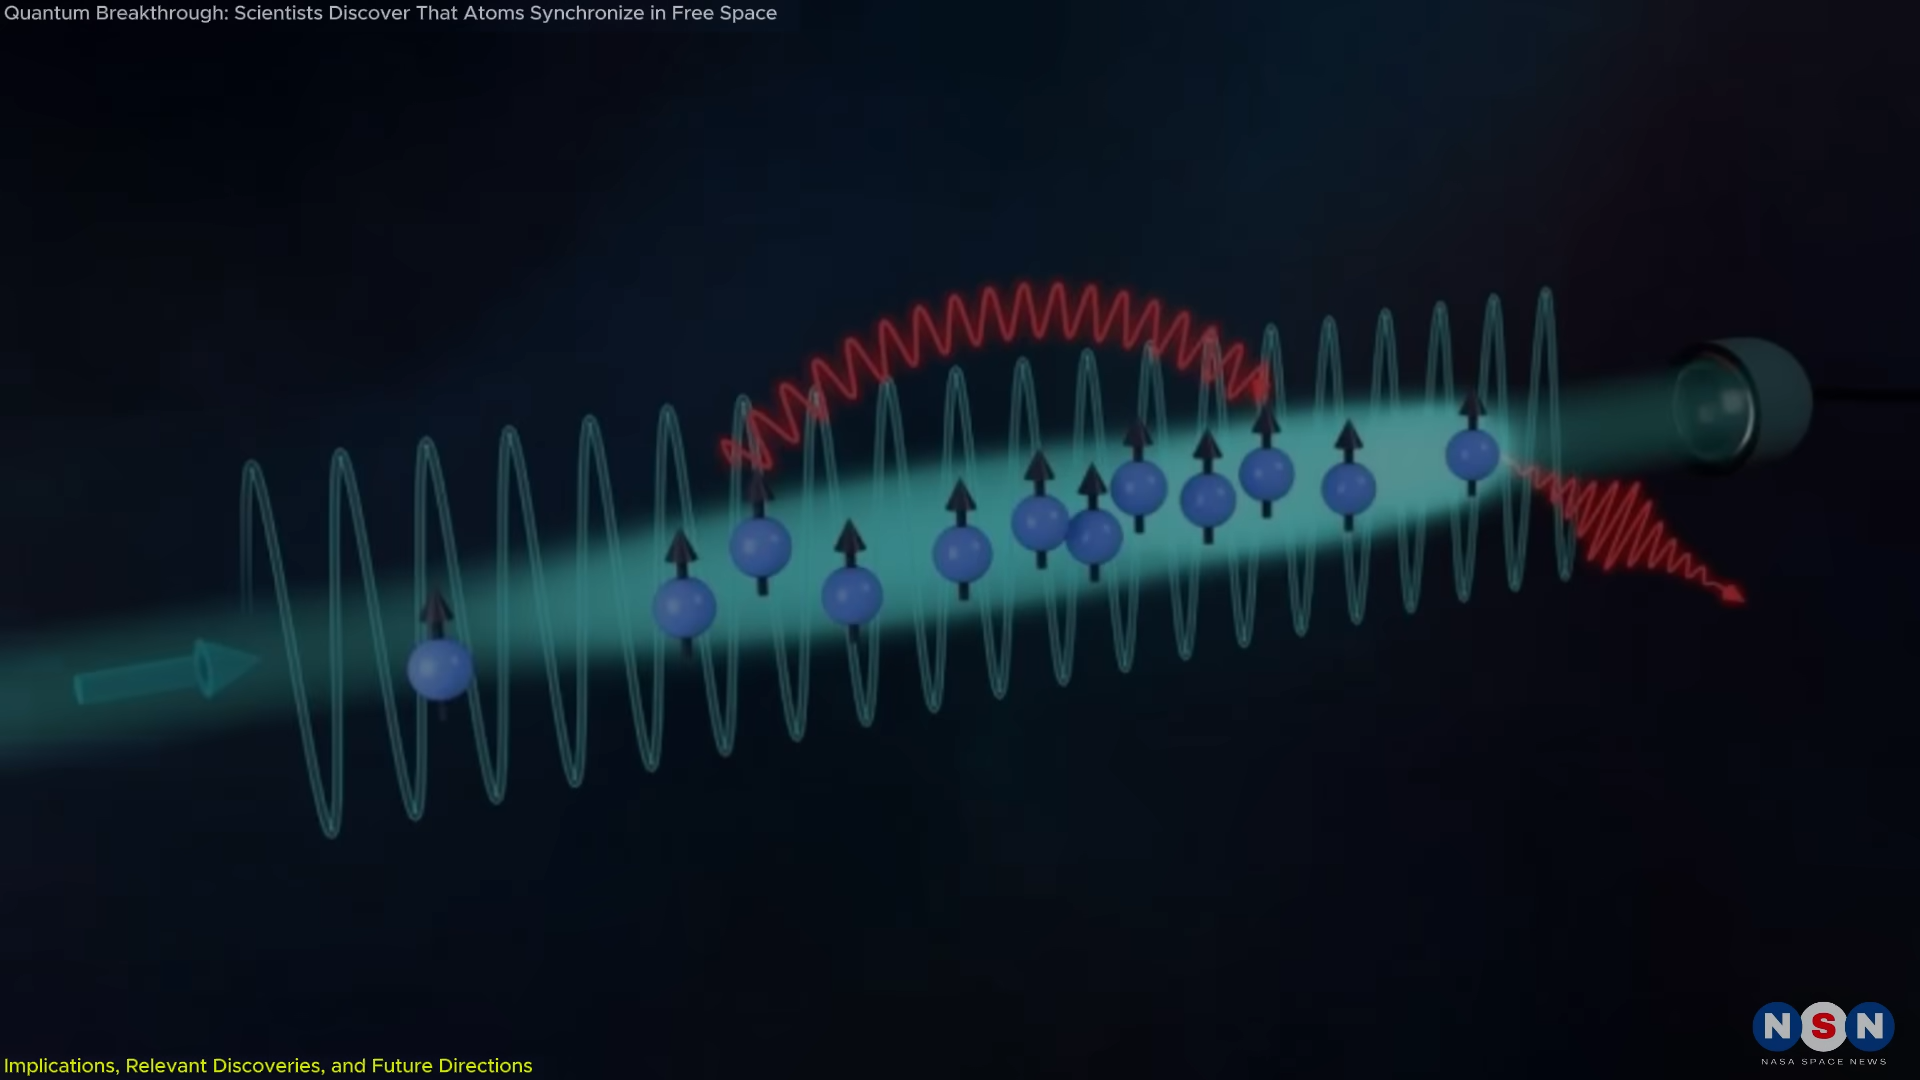 Quantum Breakthrough: Scientists Discover That Atoms Synchronize in Free Space
NSN
NASA SPACE NEWS
Implications, Relevant Discoveries, and Future Directions